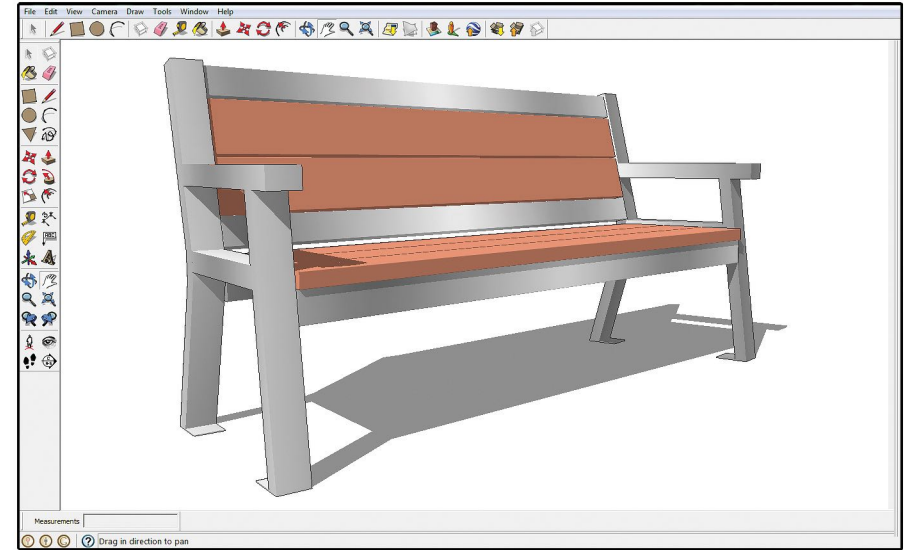 File Edit View Camera Draw Tools Window Help
Measurements
Drag in direction to pan